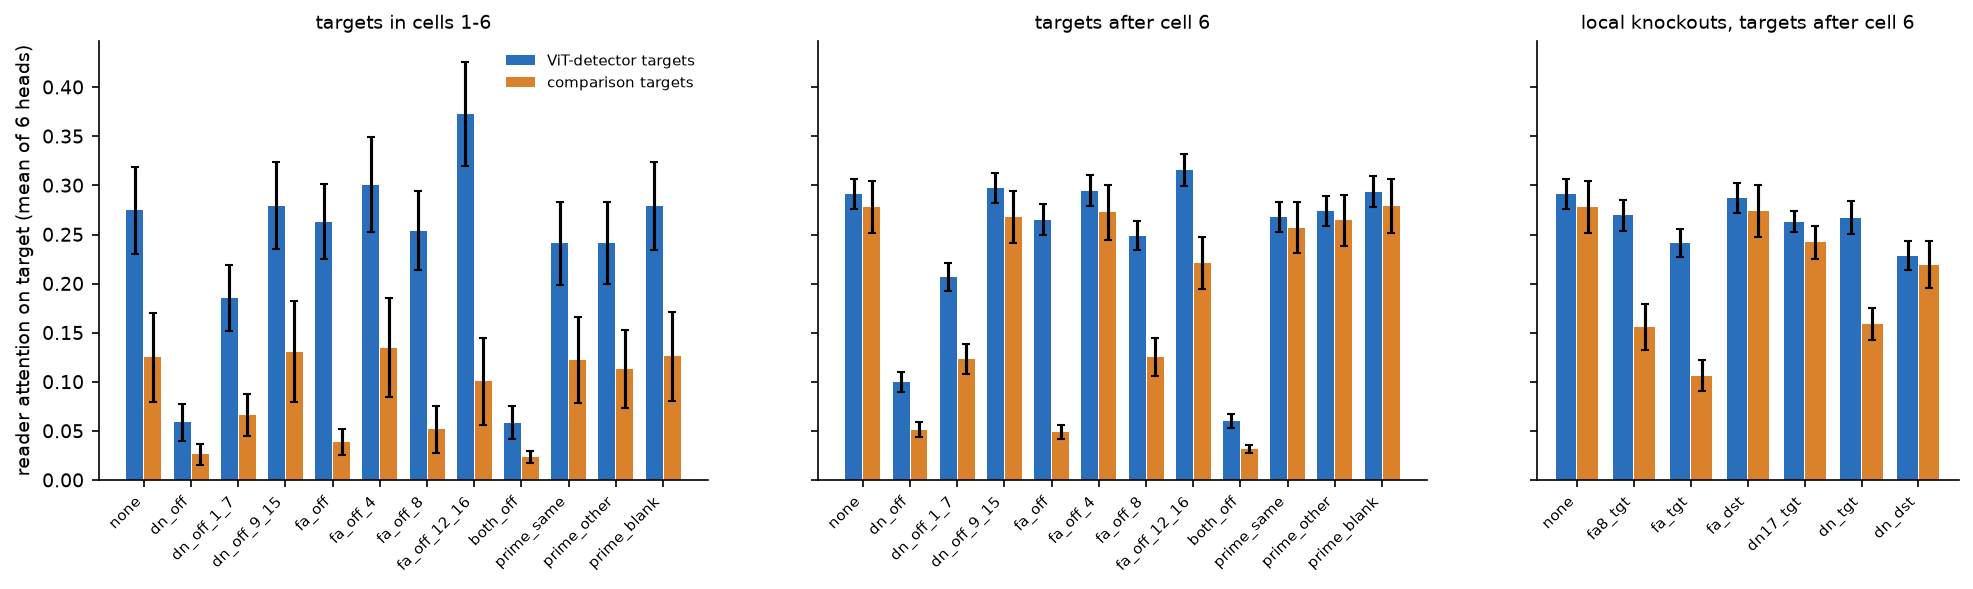 targets in cells 1-6
targets after cell 6
local knockouts, targets after cell 6
reader attention on target (mean of 6 heads)
ViT-detector targets
comparison targets
0.40
0.35
0.30
0.25
0.20
0.15
0.10
0.05
0.00
none
dn_off
dn_off_1_7
dn_off_9_15
fa_off
fa_off_4
fa_off_8
fa_off_12_16
both_off
prime_same
prime_other
prime_blank
none
dn_off
dn_off_1_7
dn_off_9_15
fa_off
fa_off_4
fa_off_8
fa_off_12_16
both_off
prime_same
prime_other
prime_blank
none
fa8_tgt
fa_tgt
fa_dst
dn17_tgt
dn_tgt
dn_dst